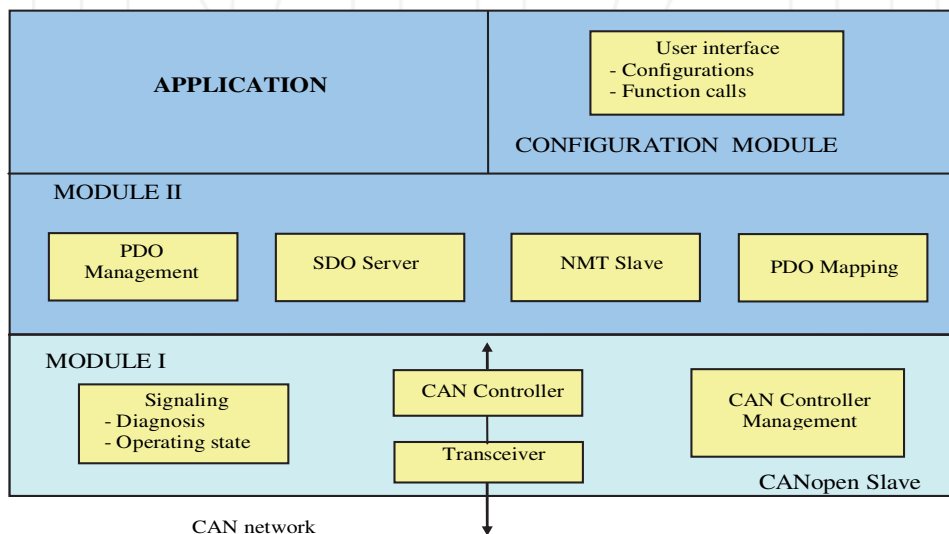 APPLICATION
User interface
- Configurations
- Function calls
CONFIGURATION MODULE
MODULE II
PDO
Management
SDO Server
NMT Slave
PDO Mapping
MODULE I
Signaling
- Diagnosis
- Operating state
CAN Controller
Transceiver
CAN Controller
Management
CANopen Slave
CAN network